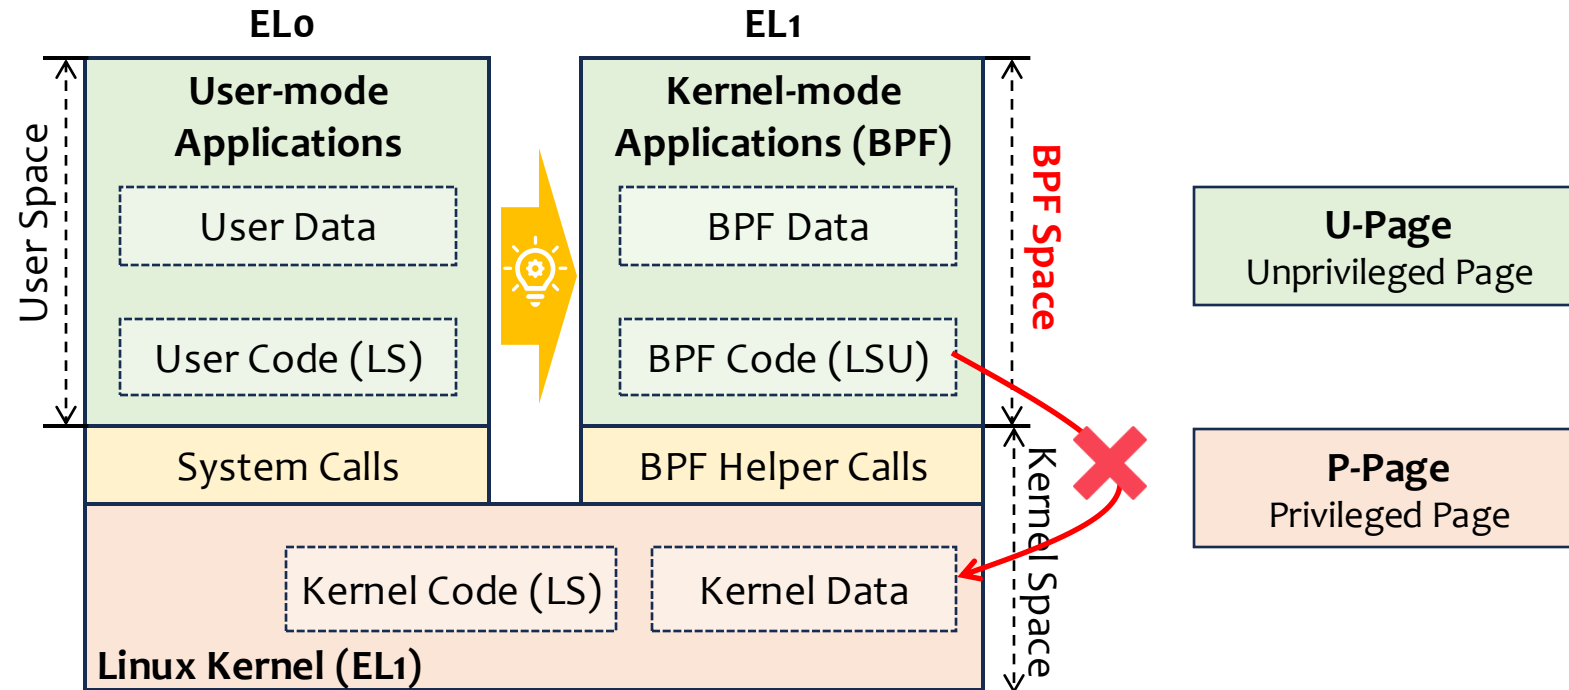 EL0
EL1
User Space
User-mode
Applications
User Data
User Code (LS)
System Calls
Kernel-mode
Applications (BPF)
BPF Data
BPF Code (LSU)
BPF Helper Calls
BPF Space
Kernel Space
Kernel Code (LS)
Kernel Data
Linux Kernel (EL1)
U-Page
Unprivileged Page
P-Page
Privileged Page